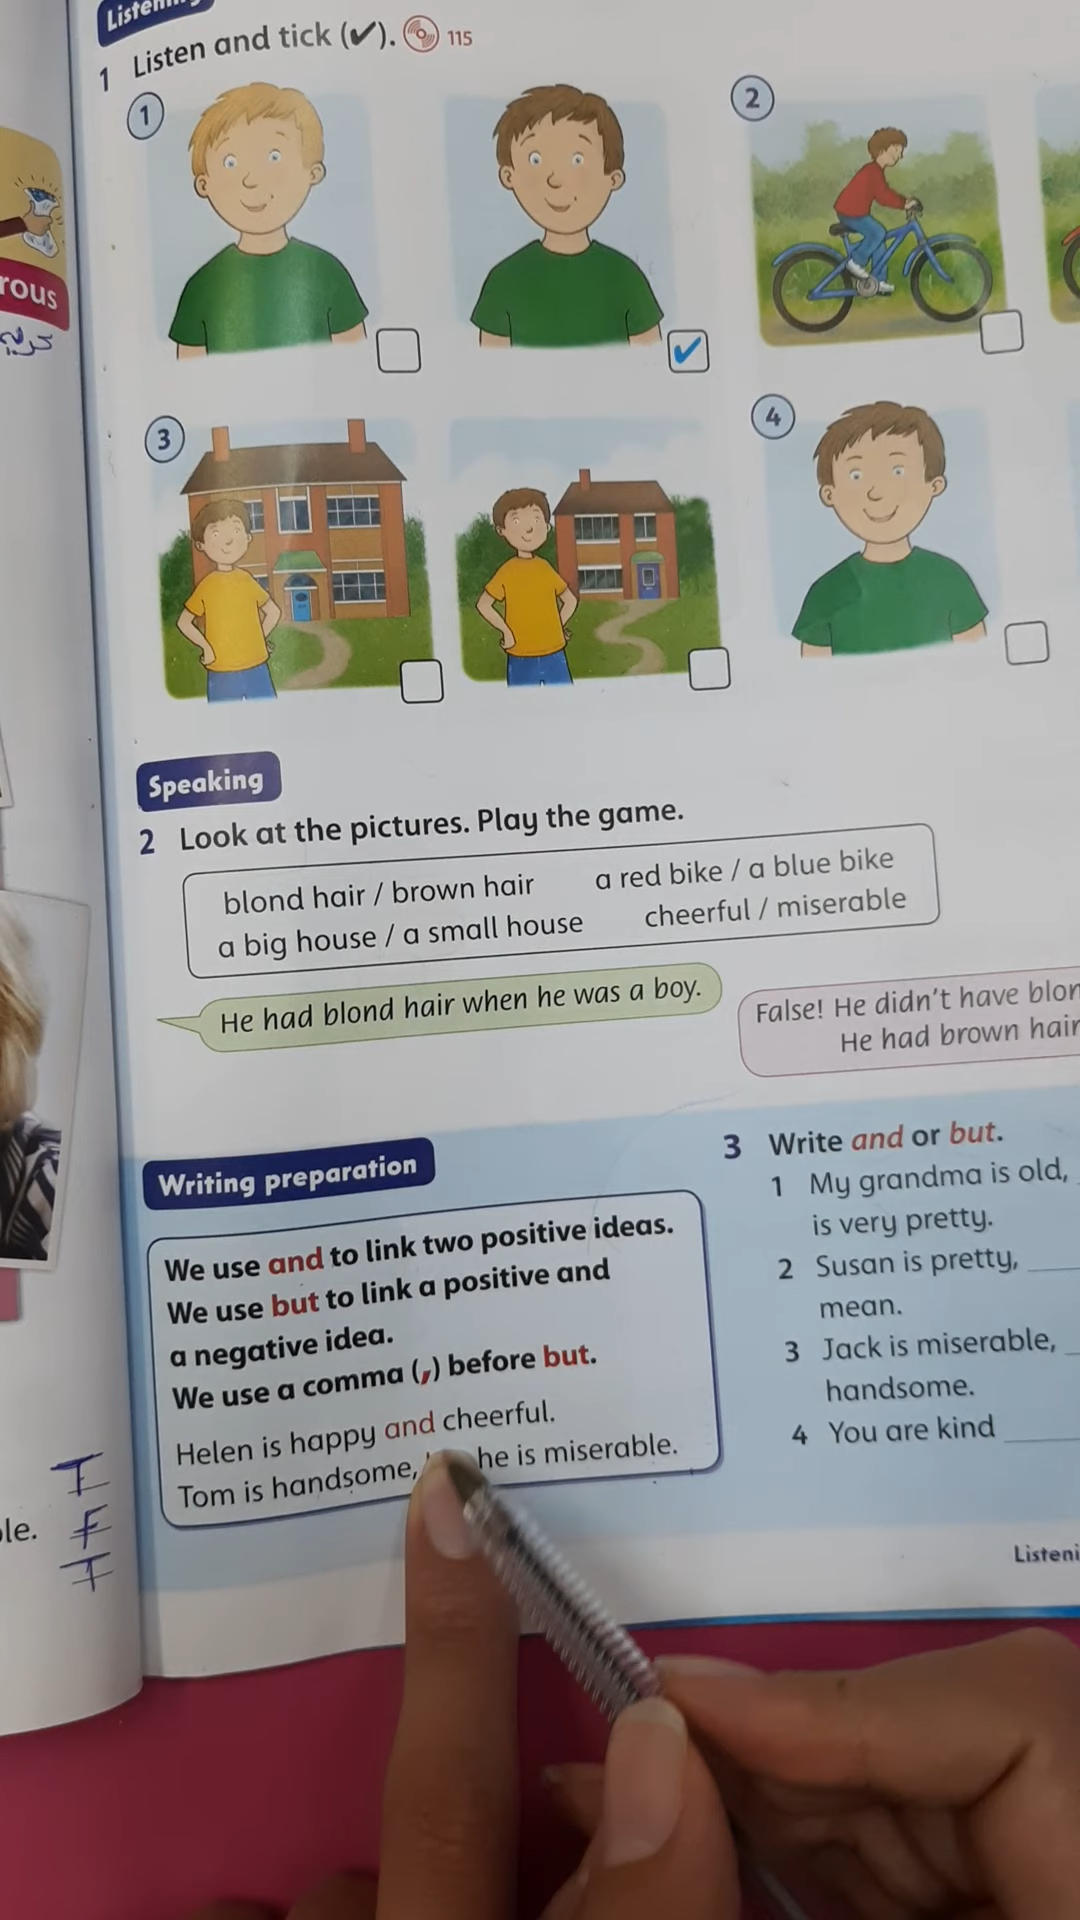 Listening
1 Listen and tick (✔). 115
1
2
3
4
rous
Speaking
2 Look at the pictures. Play the game.
blond hair / brown hair a red bike / a blue bike
a big house / a small house cheerful / miserable
He had blond hair when he was a boy.
False! He didn't have blon
He had brown hair
Writing preparation
We use and to link two positive ideas.
We use but to link a positive and
a negative idea.
We use a comma (,) before but.
Helen is happy and cheerful.
Tom is handsome, he is miserable.
3 Write and or but.
1 My grandma is old,
is very pretty.
2 Susan is pretty, ____
mean.
3 Jack is miserable, _
handsome.
4 You are kind ____
le.
T
F
T
Listeni